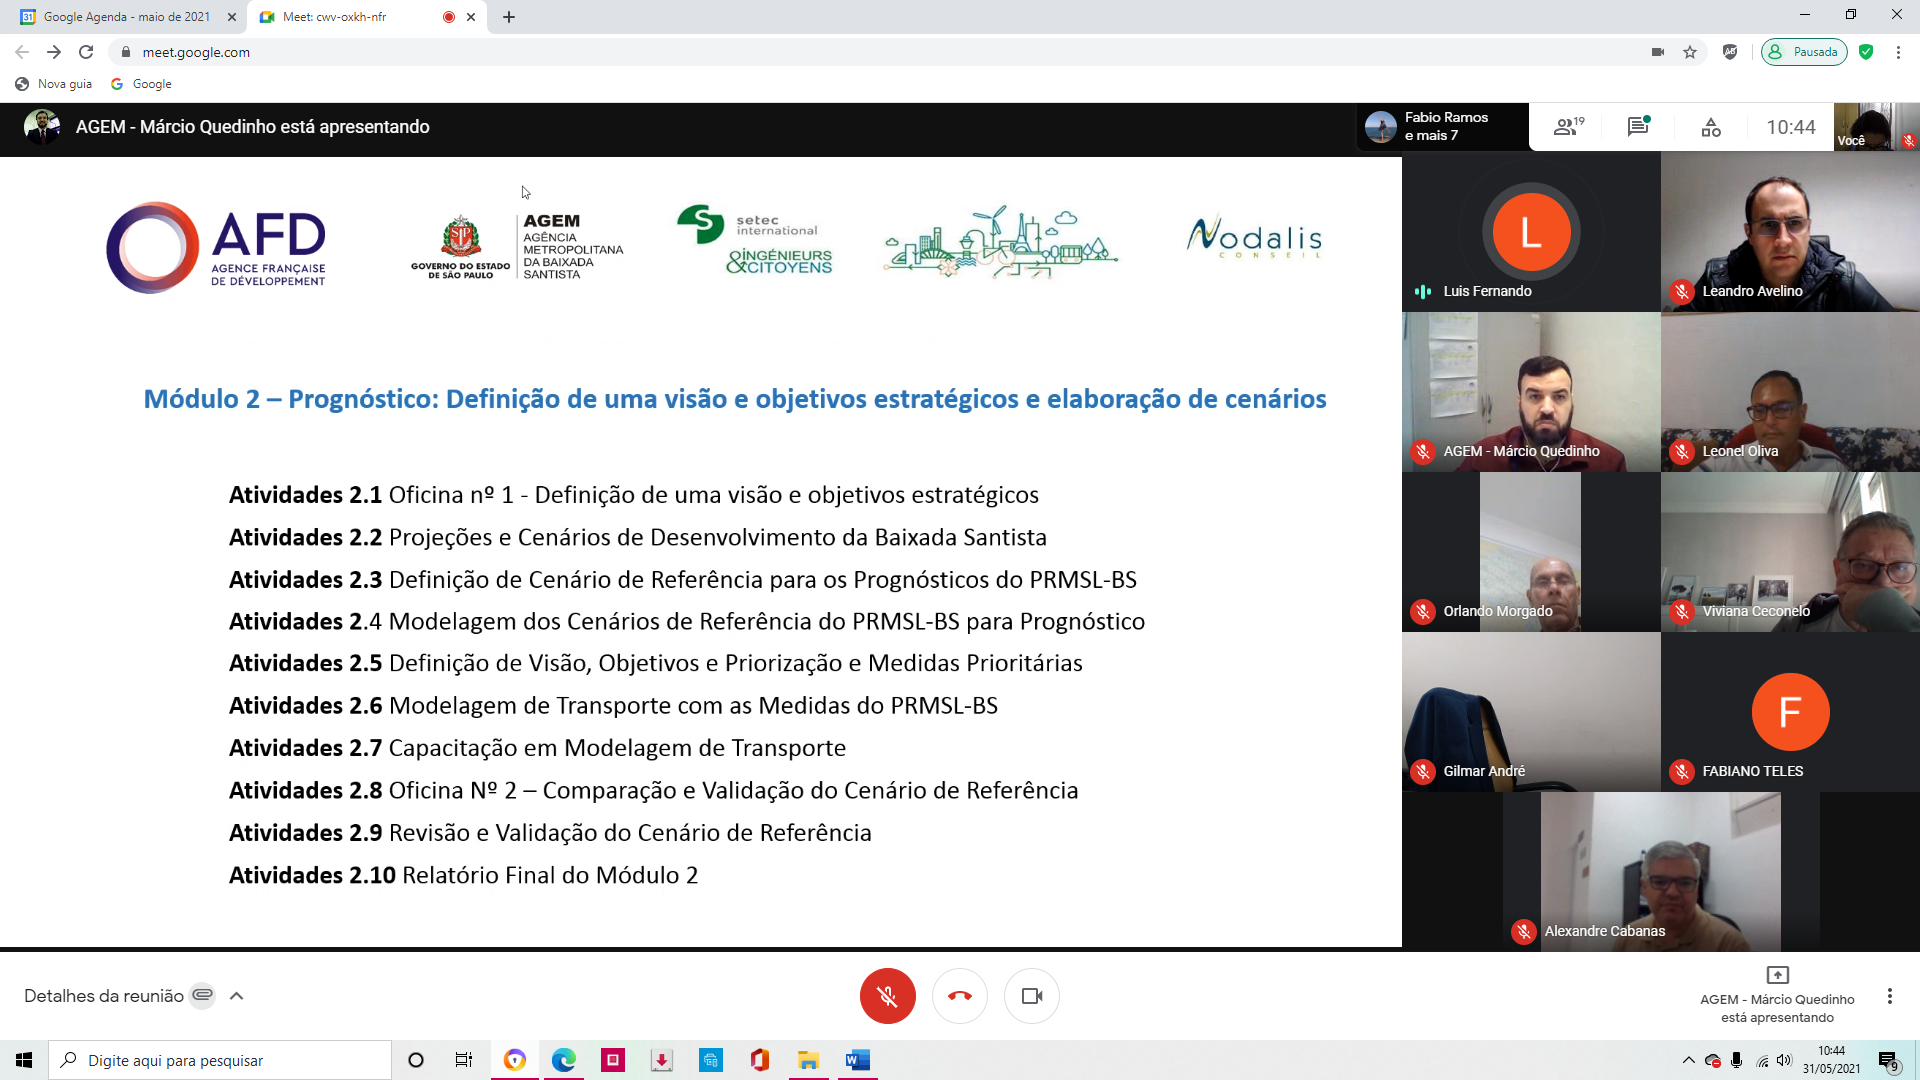 Google Agenda - maio de 2021
Meet: cwv-oxkh-nfr
meet.google.com
Pausada
Nova guia
Google
AGEM - Márcio Quedinho está apresentando
Fabio Ramos
e mais 7
19
10:44
Você
AFD
AGENCE FRANÇAISE
DE DÉVELOPPEMENT
GOVERNO DO ESTADO
DE SÃO PAULO
AGEM
AGÊNCIA
METROPOLITANA
DA BAIXADA
SANTISTA
setec
international
&INGÉNIEURS
&CITOYENS
Nodalis
CONSEIL
Luis Fernando
Leandro Avelino
Módulo 2 – Prognóstico: Definição de uma visão e objetivos estratégicos e elaboração de cenários
Atividades 2.1 Oficina nº 1 - Definição de uma visão e objetivos estratégicos
Atividades 2.2 Projeções e Cenários de Desenvolvimento da Baixada Santista
Atividades 2.3 Definição de Cenário de Referência para os Prognósticos do PRMSL-BS
Atividades 2.4 Modelagem dos Cenários de Referência do PRMSL-BS para Prognóstico
Atividades 2.5 Definição de Visão, Objetivos e Priorização e Medidas Prioritárias
Atividades 2.6 Modelagem de Transporte com as Medidas do PRMSL-BS
Atividades 2.7 Capacitação em Modelagem de Transporte
Atividades 2.8 Oficina Nº 2 – Comparação e Validação do Cenário de Referência
Atividades 2.9 Revisão e Validação do Cenário de Referência
Atividades 2.10 Relatório Final do Módulo 2
AGEM - Márcio Quedinho
Leonel Oliva
Orlando Morgado
Viviana Ceconelo
Gilmar André
FABIANO TELES
Alexandre Cabanas
L
F
Detalhes da reunião
AGEM - Márcio Quedinho
está apresentando
Digite aqui para pesquisar
10:44
31/05/2021
9